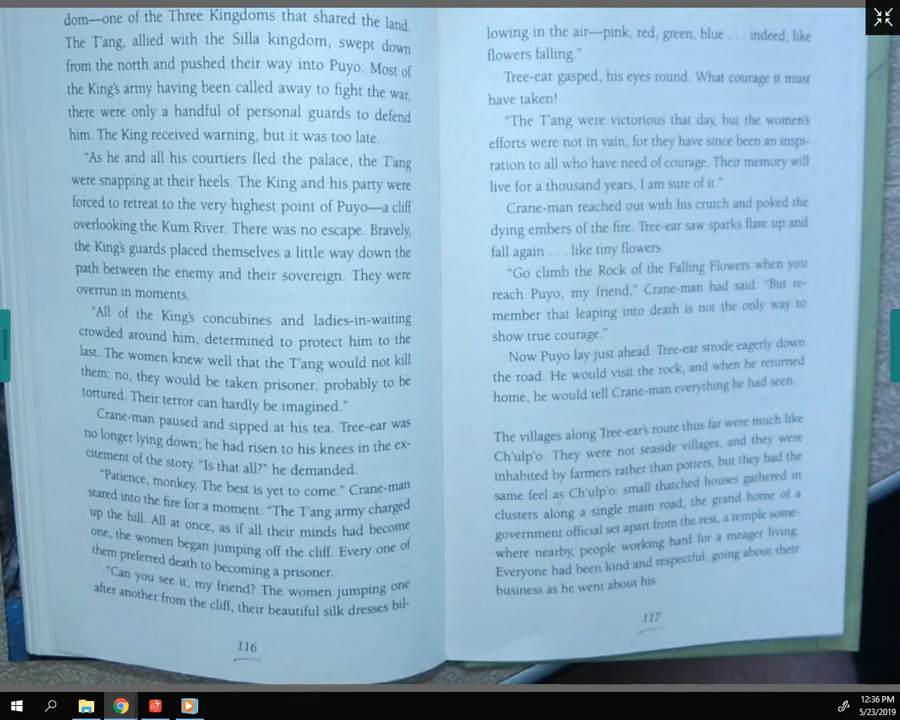 dom—one of the Three Kingdoms that shared the land.
The T'ang, allied with the Silla kingdom, swept down
from the north and pushed their way into Puyo. Most of
the King's army having been called away to fight the war,
there were only a handful of personal guards to defend
him. The King received warning, but it was too late.
"As he and all his courtiers fled the palace, the T'ang
were snapping at their heels. The King and his party were
forced to retreat to the very highest point of Puyo—a cliff
overlooking the Kum River. There was no escape. Bravely,
the King's guards placed themselves a little way down the
path between the enemy and their sovereign. They were
overrun in moments.
"All of the King's concubines and ladies-in-waiting
crowded around him, determined to protect him to the
last. The women knew well that the T'ang would not kill
them; no, they would be taken prisoner, probably to be
tortured. Their terror can hardly be imagined."
Crane-man paused and sipped at his tea. Tree-ear was
no longer lying down; he had risen to his knees in the ex-
citement of the story. "Is that all?" he demanded.
"Patience, monkey. The best is yet to come." Crane-man
stared into the fire for a moment. "The T'ang army charged
up the hill. All at once, as if all their minds had become
one, the women began jumping off the cliff. Every one of
them preferred death to becoming a prisoner.
"Can you see it, my friend? The women jumping one
after another from the cliff, their beautiful silk dresses bil-
116
lowing in the air—pink, red, green, blue . . . indeed, like
flowers falling."
Tree-ear gasped, his eyes round. What courage it must
have taken!
"The T'ang were victorious that day, but the women's
efforts were not in vain, for they have since been an inspi-
ration to all who have need of courage. Their memory will
live for a thousand years, I am sure of it."
Crane-man reached out with his crutch and poked the
dying embers of the fire. Tree-ear saw sparks flare up and
fall again . . . like tiny flowers.
"Go climb the Rock of the Falling Flowers when you
reach Puyo, my friend," Crane-man had said. "But re-
member that leaping into death is not the only way to
show true courage."
Now Puyo lay just ahead. Tree-ear strode eagerly down
the road. He would visit the rock, and when he returned
home, he would tell Crane-man everything he had seen.
The villages along Tree-ear's route thus far were much like
Ch'ulp'o. They were not seaside villages, and they were
inhabited by farmers rather than potters, but they had the
same feel as Ch'ulp'o: small thatched houses gathered in
clusters along a single main road, the grand home of a
government official set apart from the rest, a temple some-
where nearby, people working hard for a meager living.
Everyone had been kind and respectful, going about their
business as he went about his.
117
12:36 PM
5/23/2019